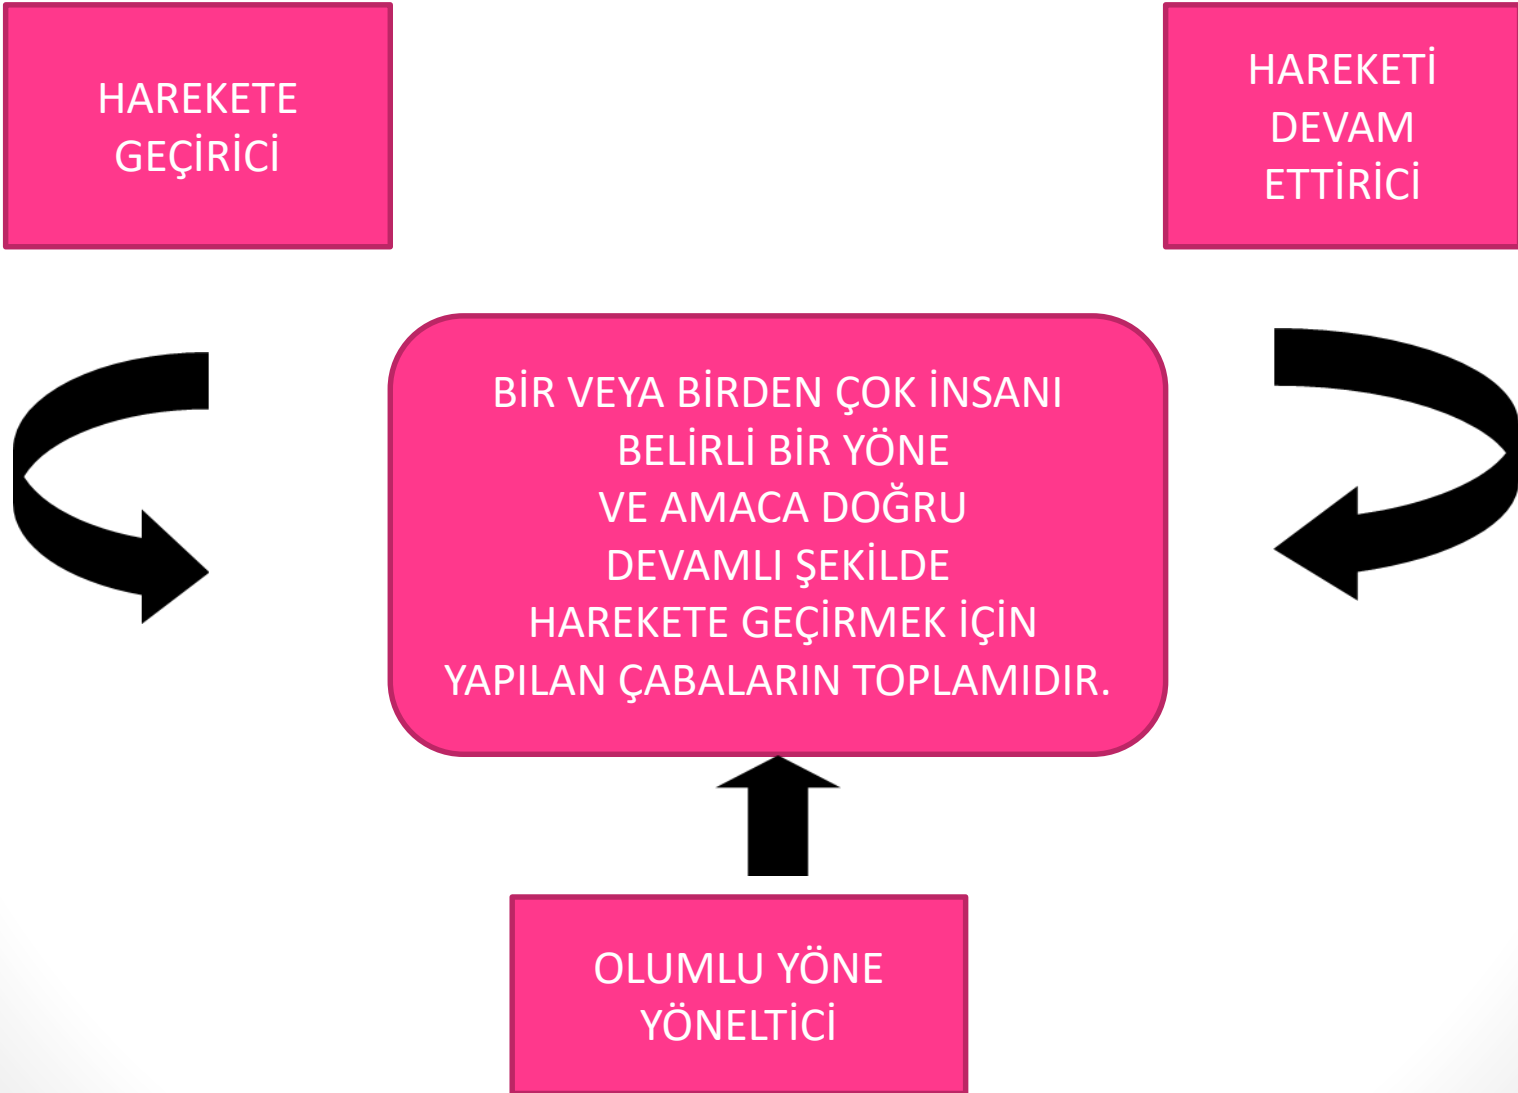 HAREKETE
GEÇİRİCİ
HAREKETİ
DEVAM
ETTİRİCİ
BİR VEYA BİRDEN ÇOK İNSANI
BELİRLİ BİR YÖNE
VE AMACA DOĞRU
DEVAMLI ŞEKİLDE
HAREKETE GEÇİRMEK İÇİN
YAPILAN ÇABALARIN TOPLAMIDIR.
OLUMLU YÖNE
YÖNELTİCİ